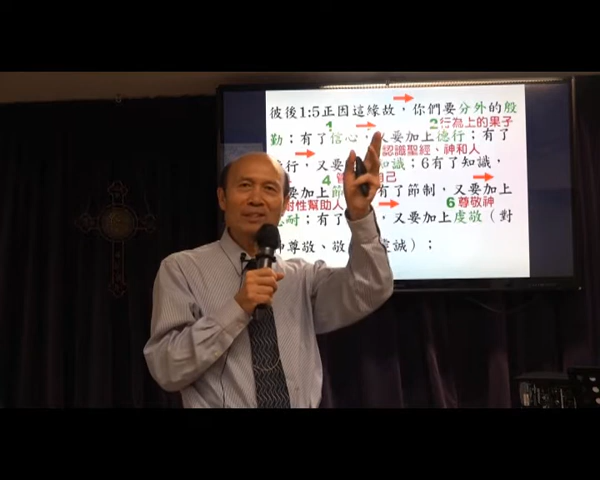 彼後1:5正因這緣故,你們要分外的殷
1 2行為上的果子
勤;有了信心,又要加上德行;有了
認識聖經、神和人
行,又要 知識;6有了知識,
4 自己
要加上節 有了節制,又要加上
耐性幫助人 6尊敬神
忍耐;有了 ,又要加上虔敬(對
神尊敬、敬 虔誠);